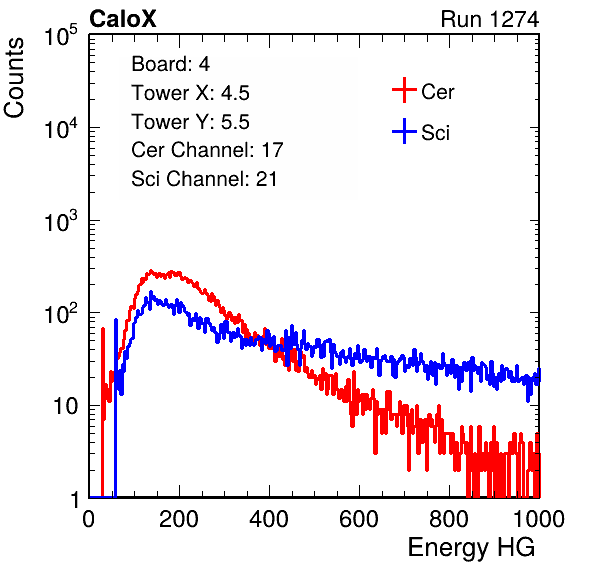 CaloX Run 1274
Counts
Board: 4
Tower X: 4.5
Tower Y: 5.5
Cer Channel: 17
Sci Channel: 21
Cer
Sci
10^5
10^4
10^3
10^2
10
1
0 200 400 600 800 1000
Energy HG